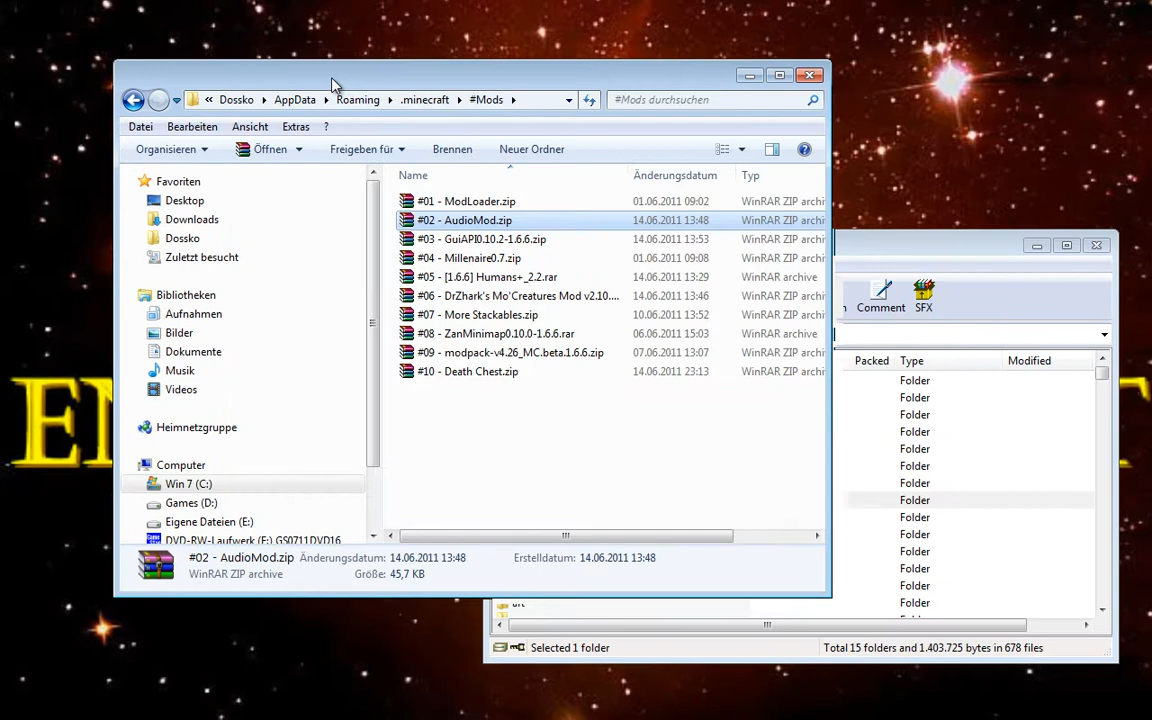 « Dossko AppData Roaming .minecraft #Mods
#Mods durchsuchen
Datei Bearbeiten Ansicht Extras ?
Organisieren Öffnen Freigeben für Brennen Neuer Ordner
Favoriten
Desktop
Downloads
Dossko
Zuletzt besucht
Bibliotheken
Aufnahmen
Bilder
Dokumente
Musik
Videos
Heimnetzgruppe
Computer
Win 7 (C:)
Games (D:)
Eigene Dateien (E:)
DVD-RW-Laufwerk (F:) GS0711DVD16
Name Änderungsdatum Typ
#01 - ModLoader.zip 01.06.2011 09:02 WinRAR ZIP archi
#02 - AudioMod.zip 14.06.2011 13:48 WinRAR ZIP archi
#03 - GuiAPI0.10.2-1.6.6.zip 14.06.2011 13:53 WinRAR ZIP archi
#04 - Millenaire0.7.zip 01.06.2011 09:08 WinRAR ZIP archi
#05 - [1.6.6] Humans+_2.2.rar 14.06.2011 13:29 WinRAR archive
#06 - DrZhark's Mo'Creatures Mod v2.10.... 14.06.2011 13:46 WinRAR ZIP archi
#07 - More Stackables.zip 10.06.2011 13:52 WinRAR ZIP archi
#08 - ZanMinimap0.10.0-1.6.6.rar 06.06.2011 15:03 WinRAR archive
#09 - modpack-v4.26_MC.beta.1.6.6.zip 07.06.2011 13:07 WinRAR ZIP archi
#10 - Death Chest.zip 14.06.2011 23:13 WinRAR ZIP archi
#02 - AudioMod.zip Änderungsdatum: 14.06.2011 13:48 Erstelldatum: 14.06.2011 13:48
WinRAR ZIP archive Größe: 45,7 KB
Comment SFX
Packed Type Modified
Folder
Folder
Folder
Folder
Folder
Folder
Folder
Folder
Folder
Folder
Folder
Folder
Folder
Folder
Selected 1 folder Total 15 folders and 1.403.725 bytes in 678 files